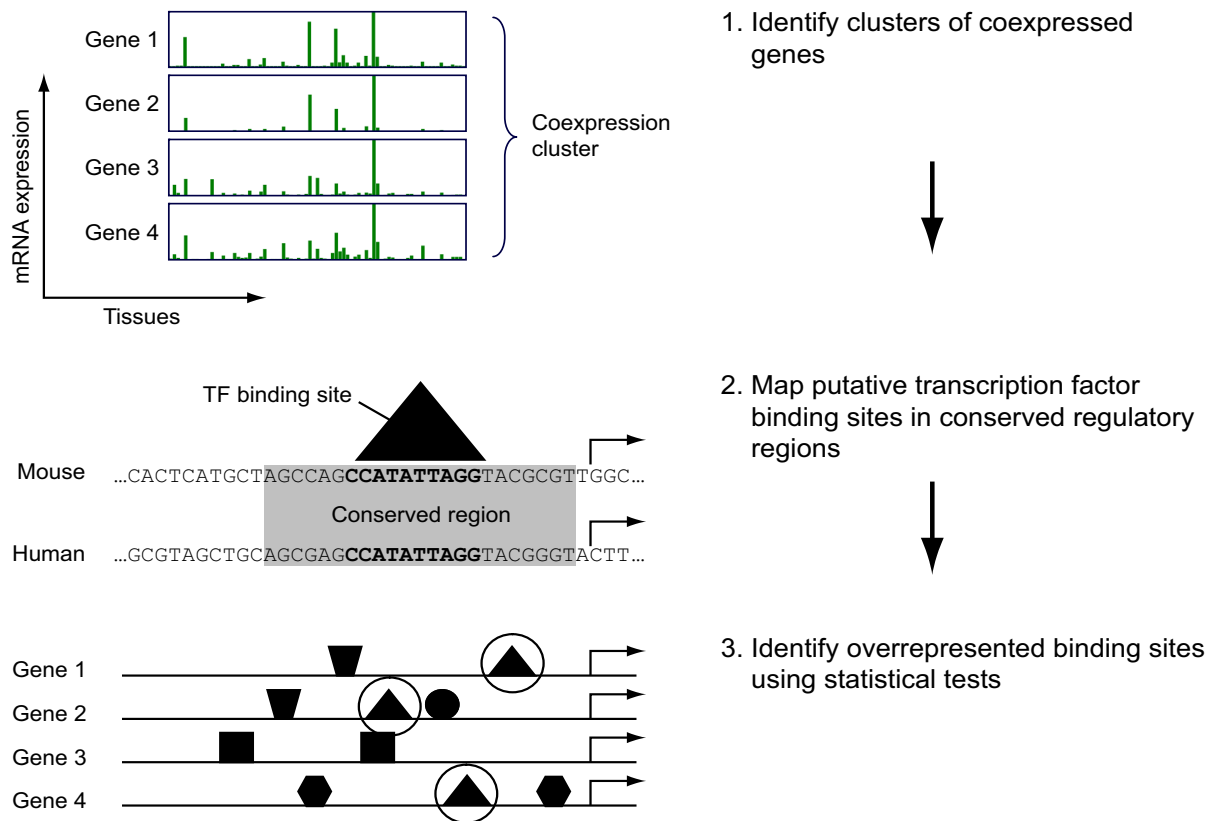 Gene 1
Gene 2
Gene 3
Gene 4
mRNA expression
Tissues
Coexpression
cluster
1. Identify clusters of coexpressed
genes
TF binding site
Mouse
...CACTCATGCTAGCCAGCCATATTAGGTACGCGTTGGC...
Conserved region
Human
...GCGTAGCTGCAGCGAGCCATATTAGGTACGGGTACTT...
2. Map putative transcription factor
binding sites in conserved regulatory
regions
Gene 1
Gene 2
Gene 3
Gene 4
3. Identify overrepresented binding sites
using statistical tests